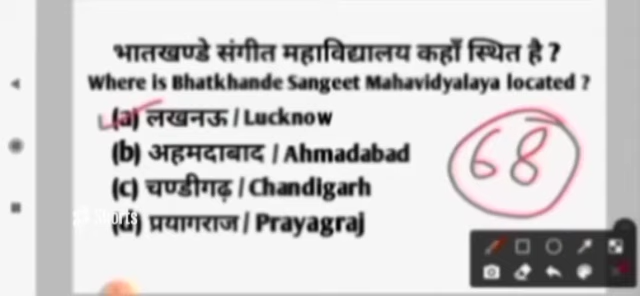 भातखण्डे संगीत महाविद्यालय कहाँ स्थित है ?
Where is Bhatkhande Sangeet Mahavidyalaya located ?
(a) लखनऊ / Lucknow
(b) अहमदाबाद / Ahmadabad
(c) चण्डीगढ़ / Chandigarh
(d) प्रयागराज / Prayagraj
68
Shorts